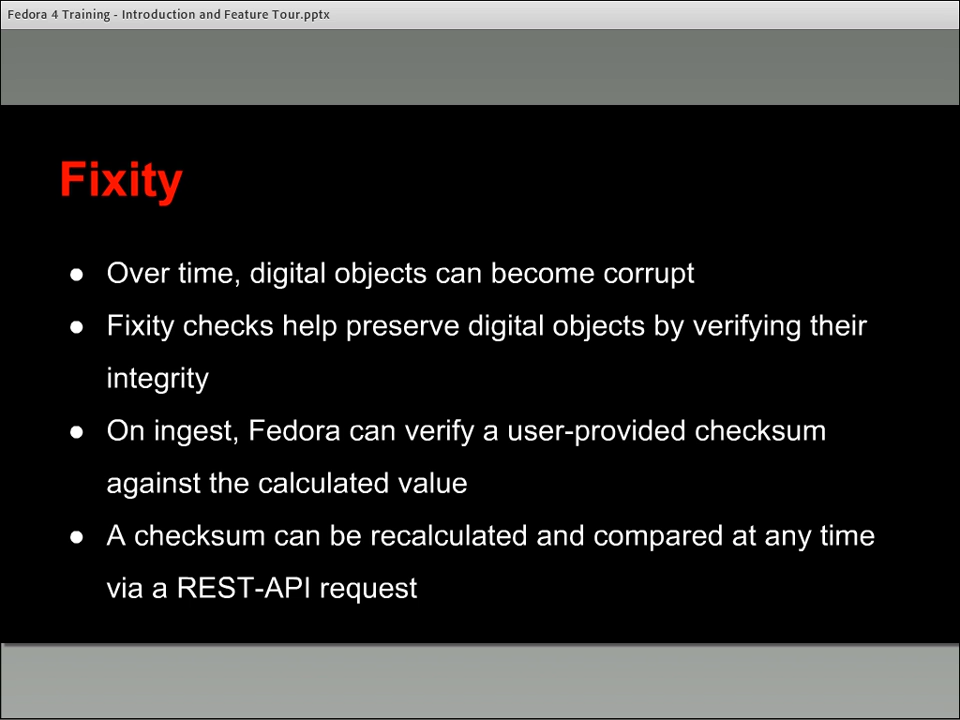 Fedora 4 Training - Introduction and Feature Tour.pptx
Fixity
● Over time, digital objects can become corrupt
● Fixity checks help preserve digital objects by verifying their
integrity
● On ingest, Fedora can verify a user-provided checksum
against the calculated value
● A checksum can be recalculated and compared at any time
via a REST-API request